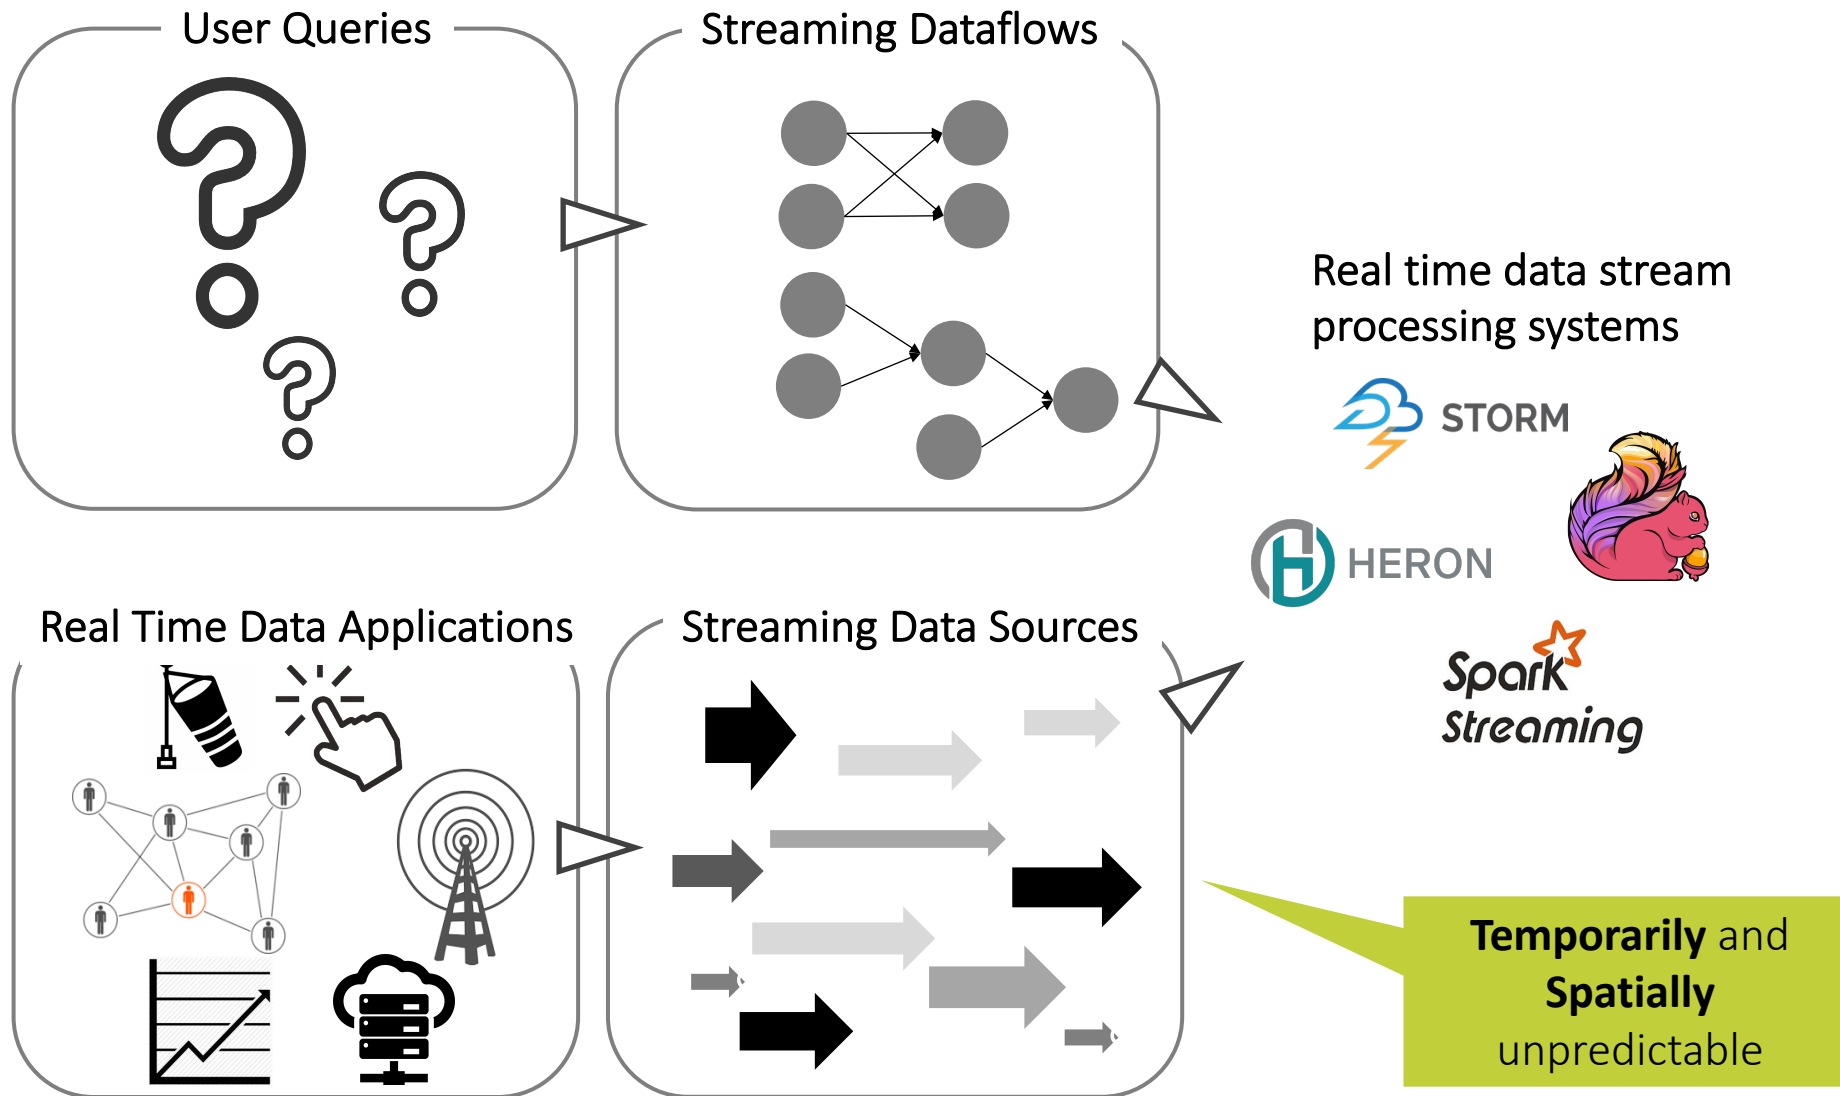 User Queries
Streaming Dataflows
Real time data stream
processing systems
STORM
HERON
Spark
Streaming
Real Time Data Applications
Streaming Data Sources
Temporarily and
Spatially
unpredictable